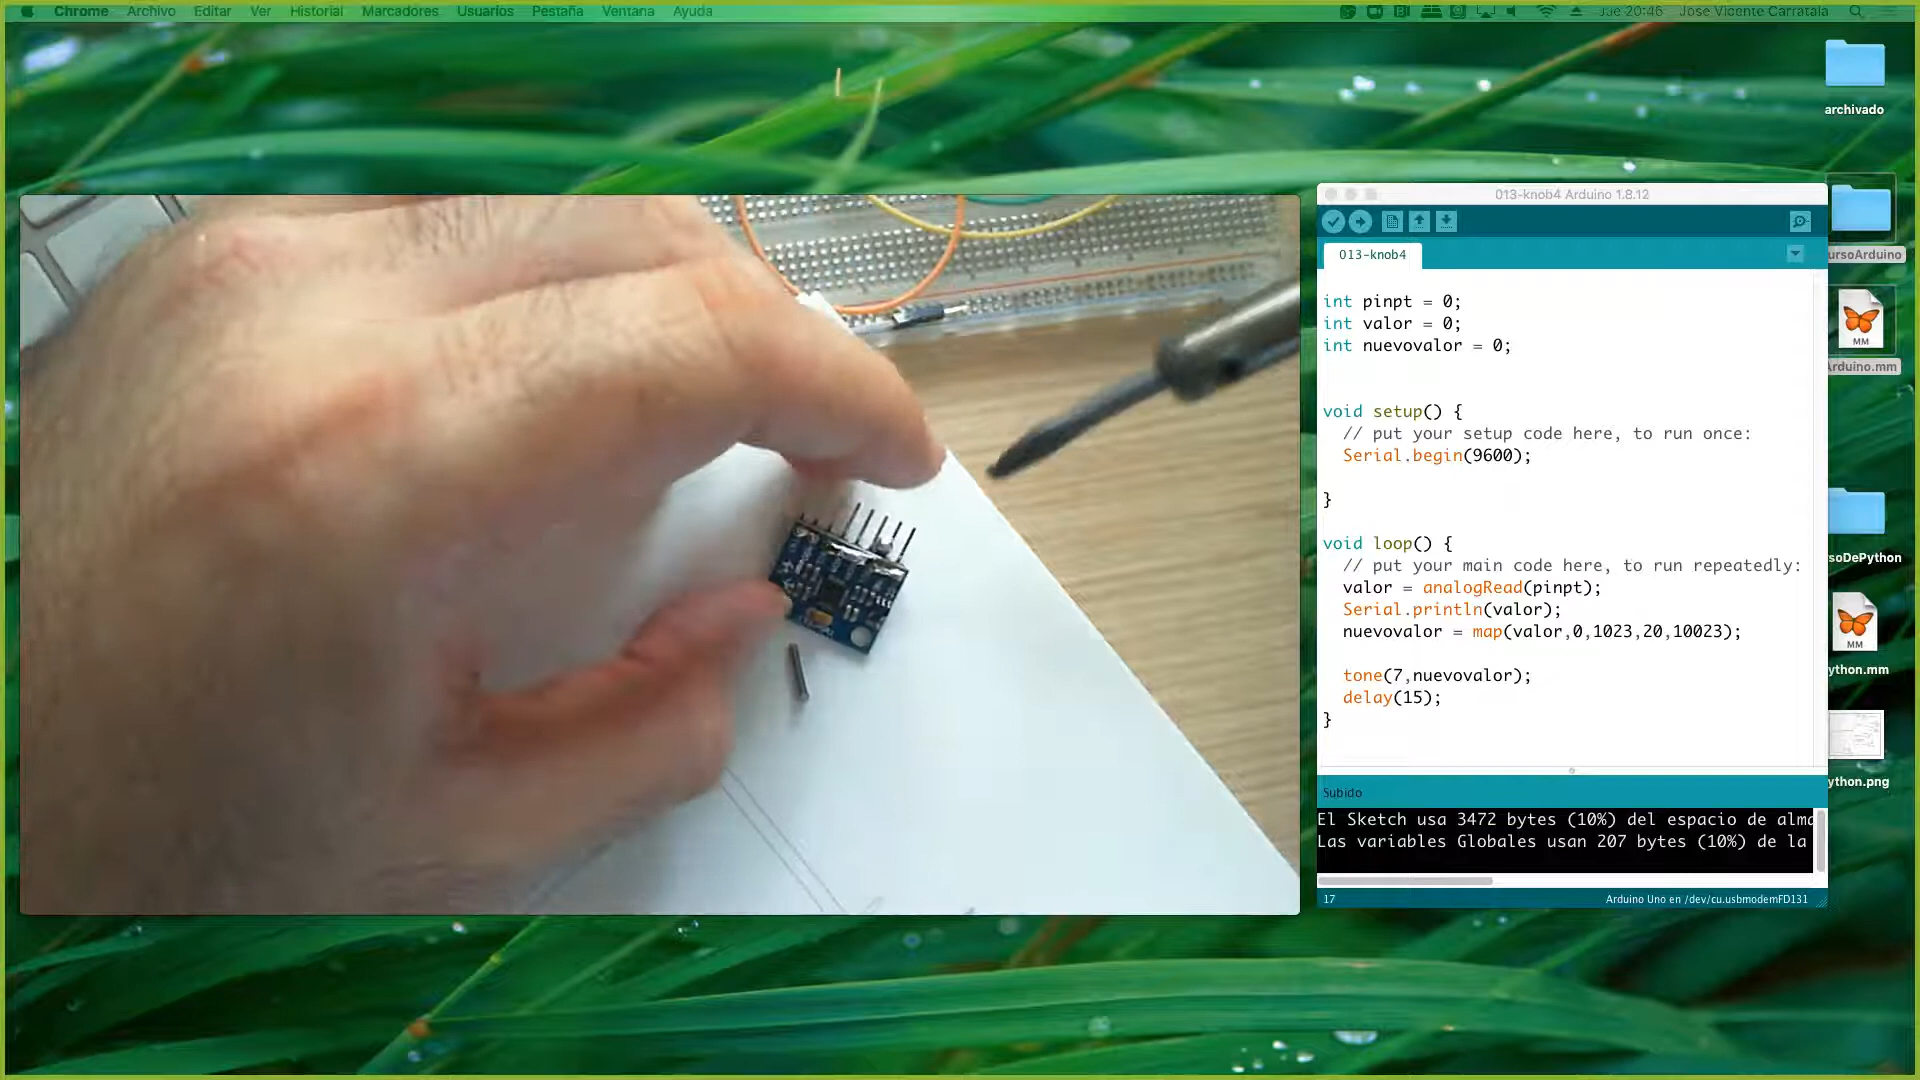 Chrome Archivo Editar Ver Historial Marcadores Usuarios Pestaña Ventana Ayuda
Jue 20:46 Jose Vicente Carratala
archivado
ursoArduino
MM
Arduino.mm
soDePython
MM
ython.mm
ython.png
013-knob4 Arduino 1.8.12
013-knob4
int pinpt = 0;
int valor = 0;
int nuevovalor = 0;
void setup() {
// put your setup code here, to run once:
Serial.begin(9600);
}
void loop() {
// put your main code here, to run repeatedly:
valor = analogRead(pinpt);
Serial.println(valor);
nuevovalor = map(valor,0,1023,20,10023);
tone(7,nuevovalor);
delay(15);
}
Subido
El Sketch usa 3472 bytes (10%) del espacio de alma
Las variables Globales usan 207 bytes (10%) de la
17
Arduino Uno en /dev/cu.usbmodemFD131